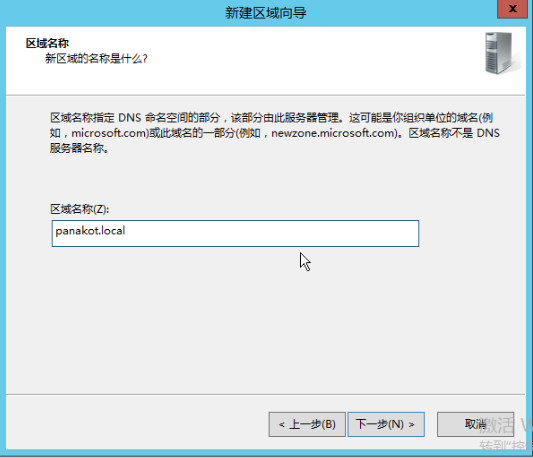 新建区域向导
x
区域名称
新区域的名称是什么?
区域名称指定 DNS 命名空间的部分，该部分由此服务器管理。这可能是你组织单位的域名(例
如，microsoft.com)或此域名的一部分(例如，newzone.microsoft.com)。区域名称不是 DNS
服务器名称。
区域名称(Z):
panakot.local
< 上一步(B) 下一步(N) > 取消
激活 W
转到"控